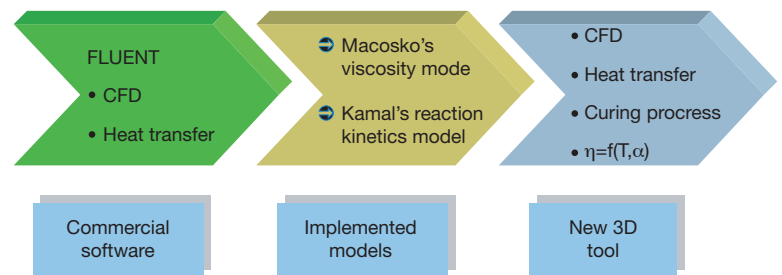 FLUENT
• CFD
• Heat transfer
Macosko's
viscosity mode
Kamal's reaction
kinetics model
• CFD
• Heat transfer
• Curing procress
• η=f(T,α)
Commercial
software
Implemented
models
New 3D
tool